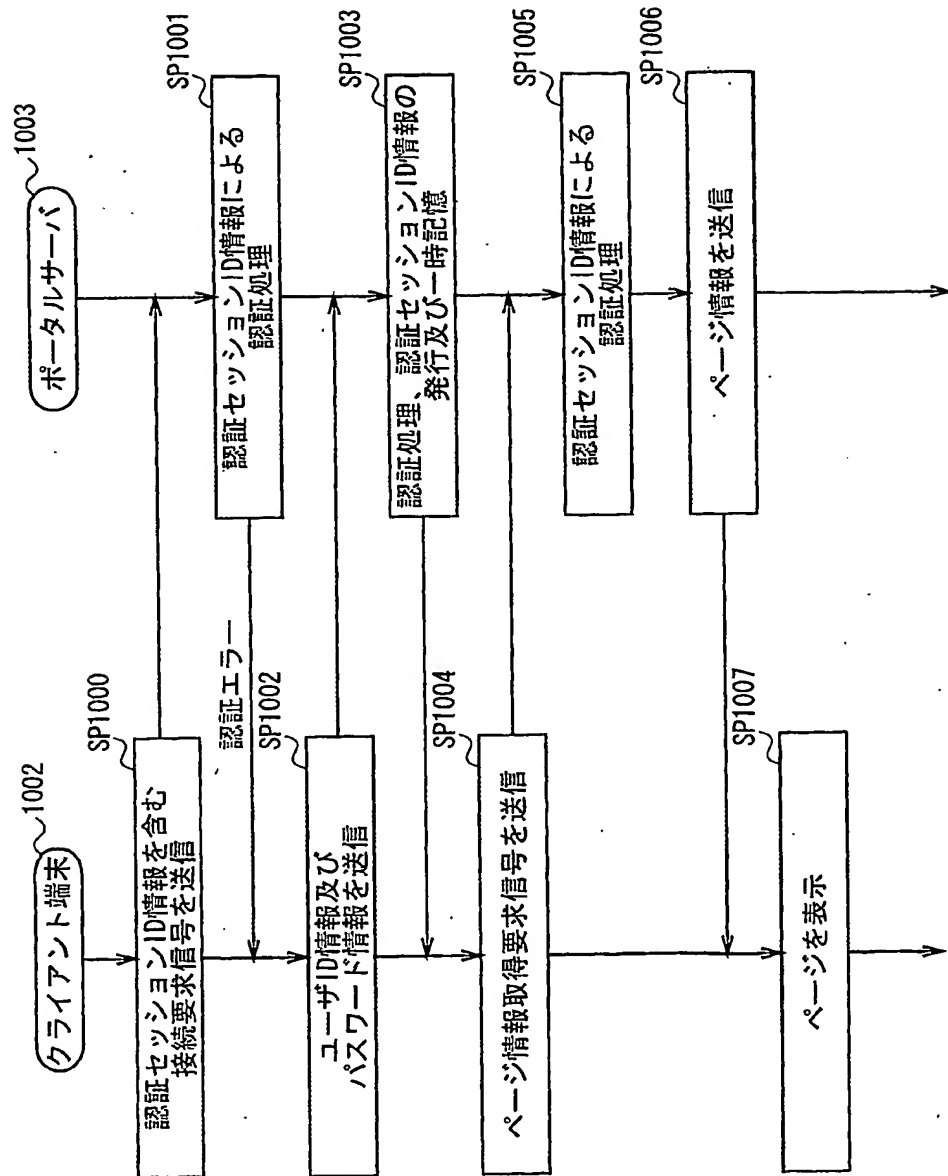 クライアント端末
1002
ポータルサーバ
1003
SP1000
認証セッションID情報を含む
接続要求信号を送信
SP1001
認証セッションID情報による
認証処理
認証エラー
SP1002
ユーザID情報及び
パスワード情報を送信
SP1003
認証処理、認証セッションID情報の
発行及び一時記憶
SP1004
ページ情報取得要求信号を送信
SP1005
認証セッションID情報による
認証処理
SP1006
ページ情報を送信
SP1007
ページを表示